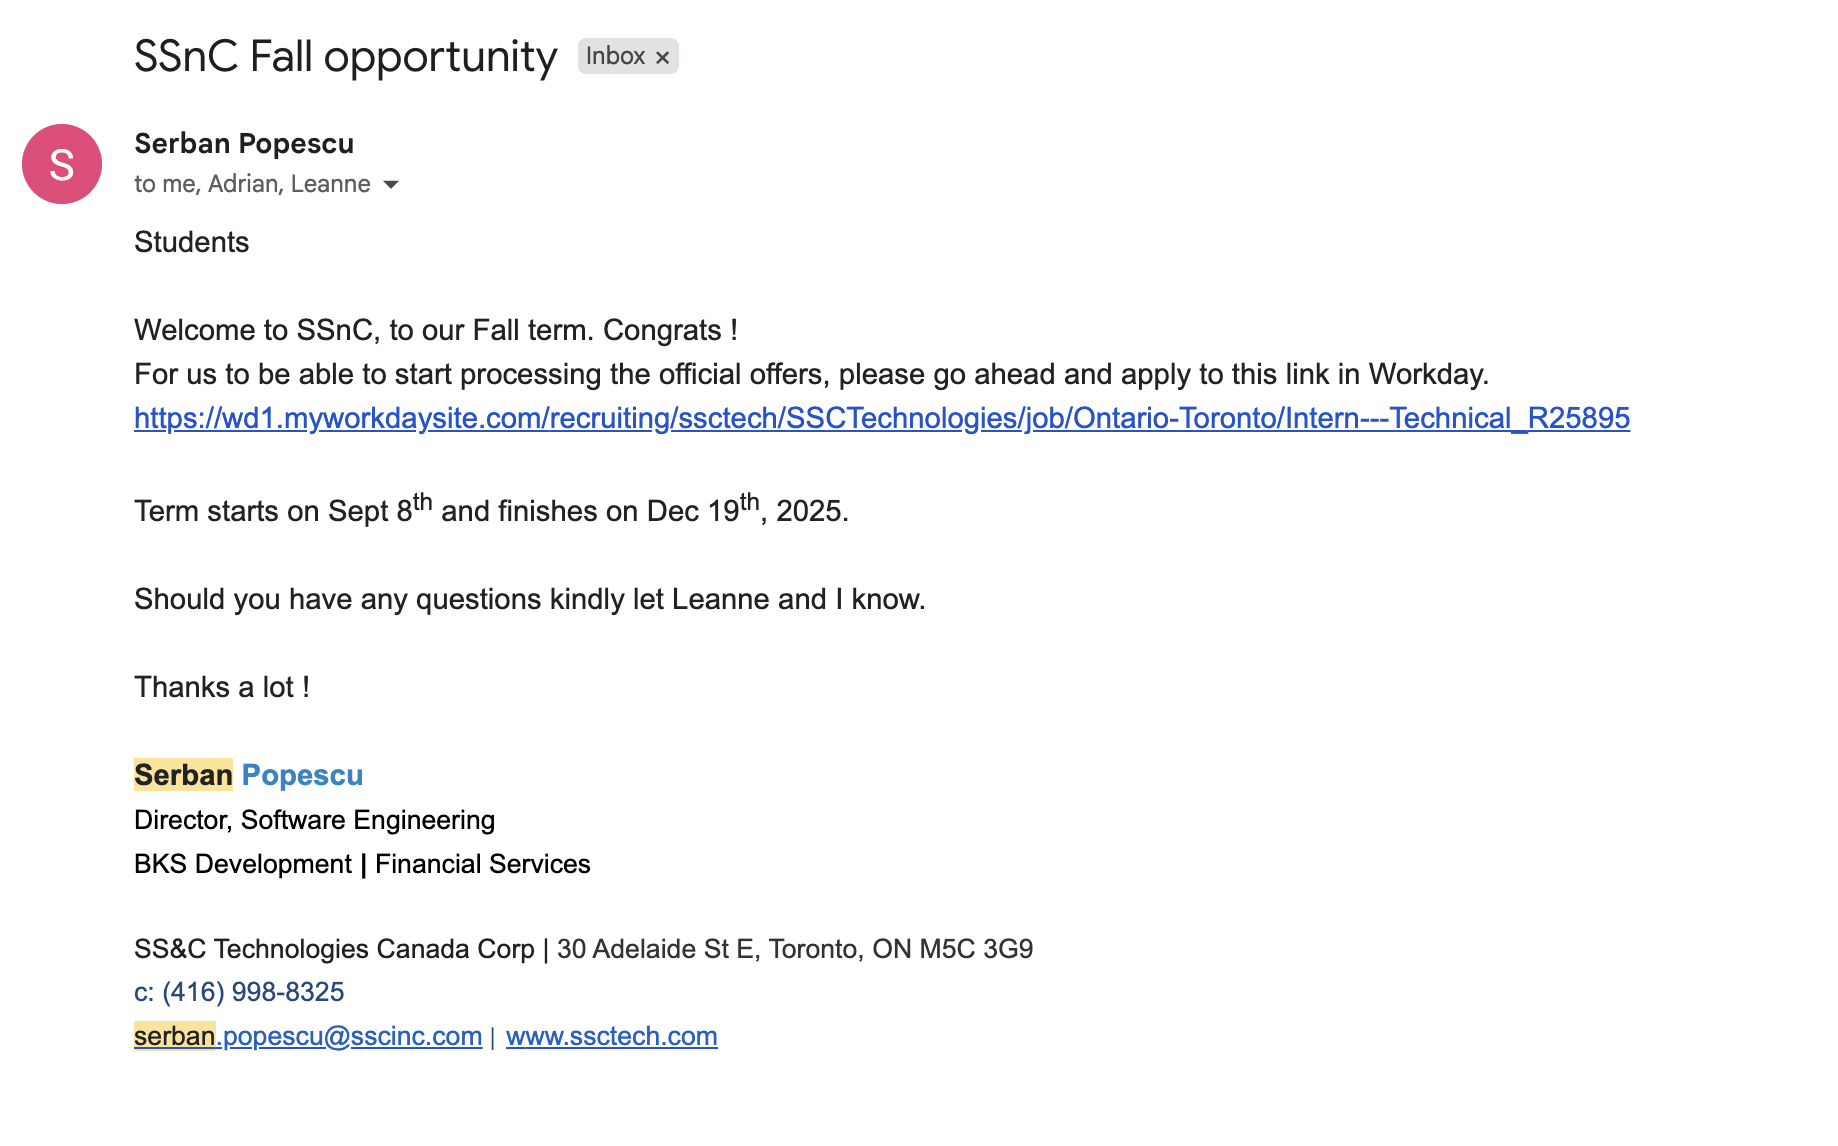 SSnC Fall opportunity Inbox ×
S
Serban Popescu
to me, Adrian, Leanne
Students
Welcome to SSnC, to our Fall term. Congrats !
For us to be able to start processing the official offers, please go ahead and apply to this link in Workday.
https://wd1.myworkdaysite.com/recruiting/ssctech/SSCTechnologies/job/Ontario-Toronto/Intern---Technical_R25895
Term starts on Sept 8th and finishes on Dec 19th, 2025.
Should you have any questions kindly let Leanne and I know.
Thanks a lot !
Serban Popescu
Director, Software Engineering
BKS Development | Financial Services
SS&C Technologies Canada Corp | 30 Adelaide St E, Toronto, ON M5C 3G9
c: (416) 998-8325
serban.popescu@sscinc.com | www.ssctech.com